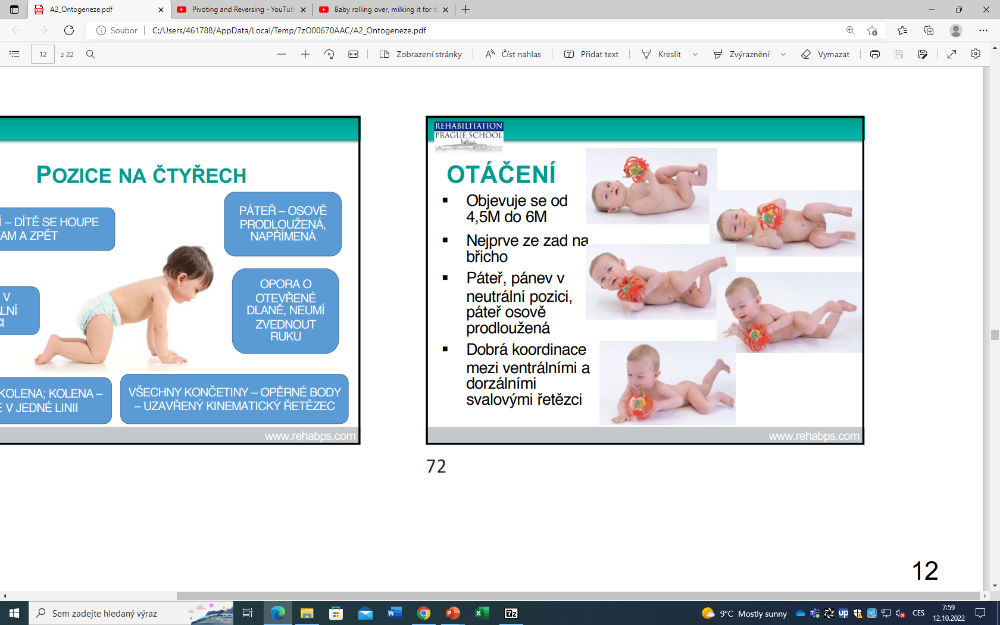 A2_Ontogeneze.pdf
Pivoting and Reversing - YouTub
Baby rolling over, milking it for t
Soubor
C:/Users/461788/AppData/Local/Temp/7zO00670AAC/A2_Ontogeneze.pdf
12
z 22
Zobrazení stránky
Číst nahlas
Přidat text
Kreslit
Zvýraznění
Vymazat
POZICE NA ČTYŘECH
Í – DÍTĚ SE HOUPE
TAM A ZPĚT
PÁTEŘ – OSOVĚ
PRODLOUŽENÁ,
NAPŘÍMENÁ
V
ÁLNÍ
CI
OPORA O
OTEVŘENÉ
DLANĚ, NEUMÍ
ZVEDNOUT
RUKU
KOLENA; KOLENA –
E V JEDNÉ LINII
VŠECHNY KONČETINY – OPĚRNÉ BODY
– UZAVŘENÝ KINEMATICKÝ ŘETĚZEC
www.rehabps.com
REHABILITATION
PRAGUE SCHOOL
OTÁČENÍ
▪ Objevuje se od
4,5M do 6M
▪ Nejprve ze zad na
břicho
▪ Páteř, pánev v
neutrální pozici,
páteř osově
prodloužená
▪ Dobrá koordinace
mezi ventrálními a
dorzálními
svalovými řetězci
www.rehabps.com
72
12
Sem zadejte hledaný výraz
9°C Mostly sunny
CES
7:59
12.10.2022